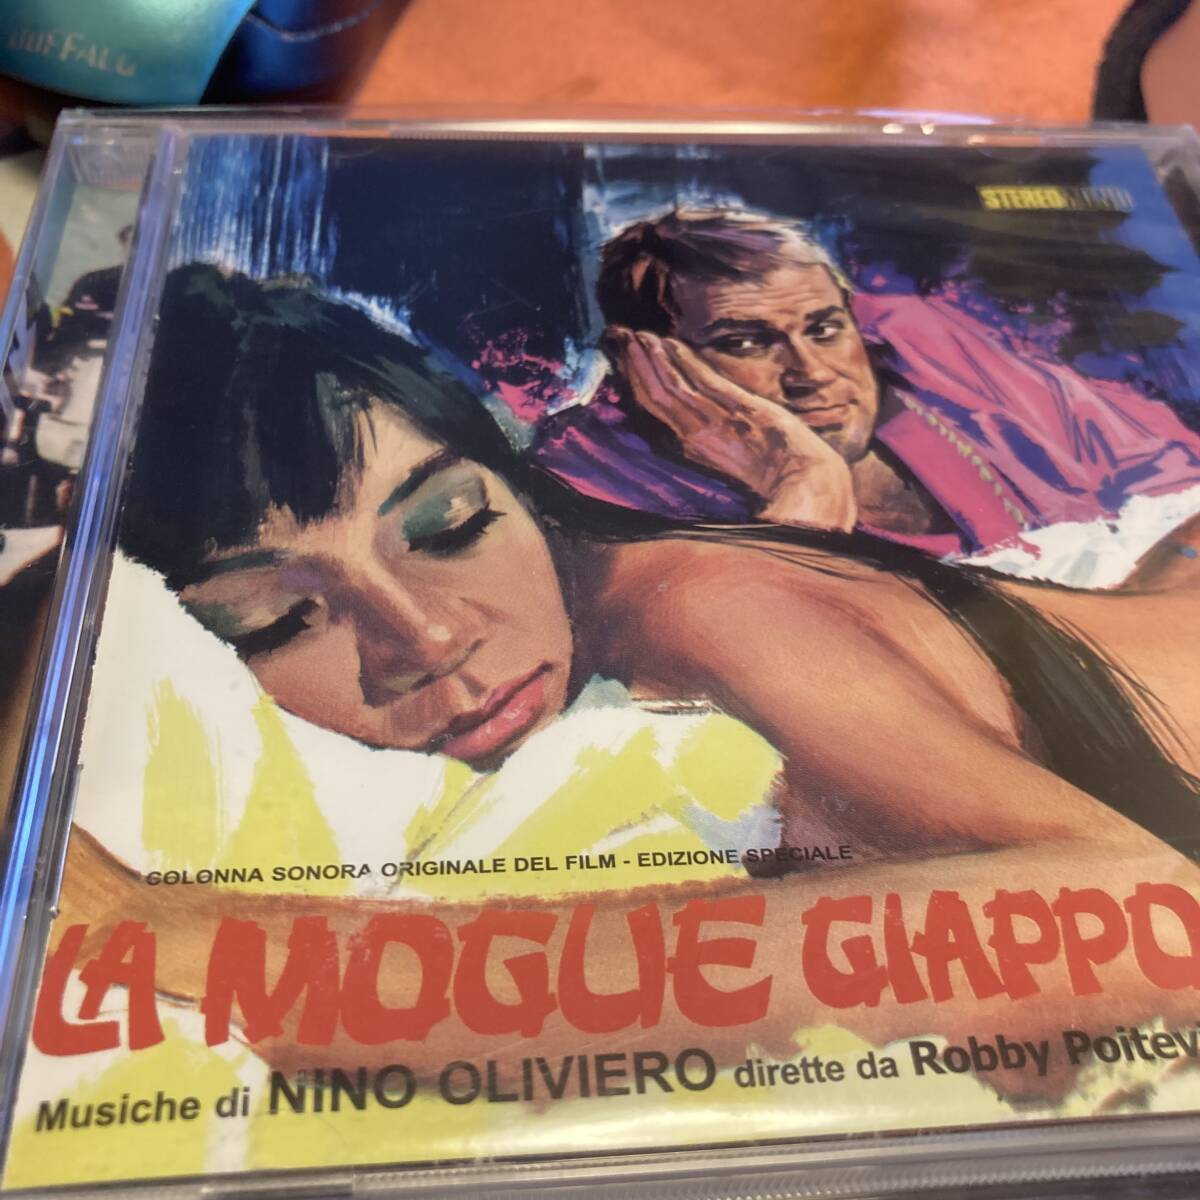 BUFFALO
STEREO
COLONNA SONORA ORIGINALE DEL FILM - EDIZIONE SPECIALE
LA MOGLIE GIAPPO
Musiche di NINO OLIVIERO dirette da Robby Poitev